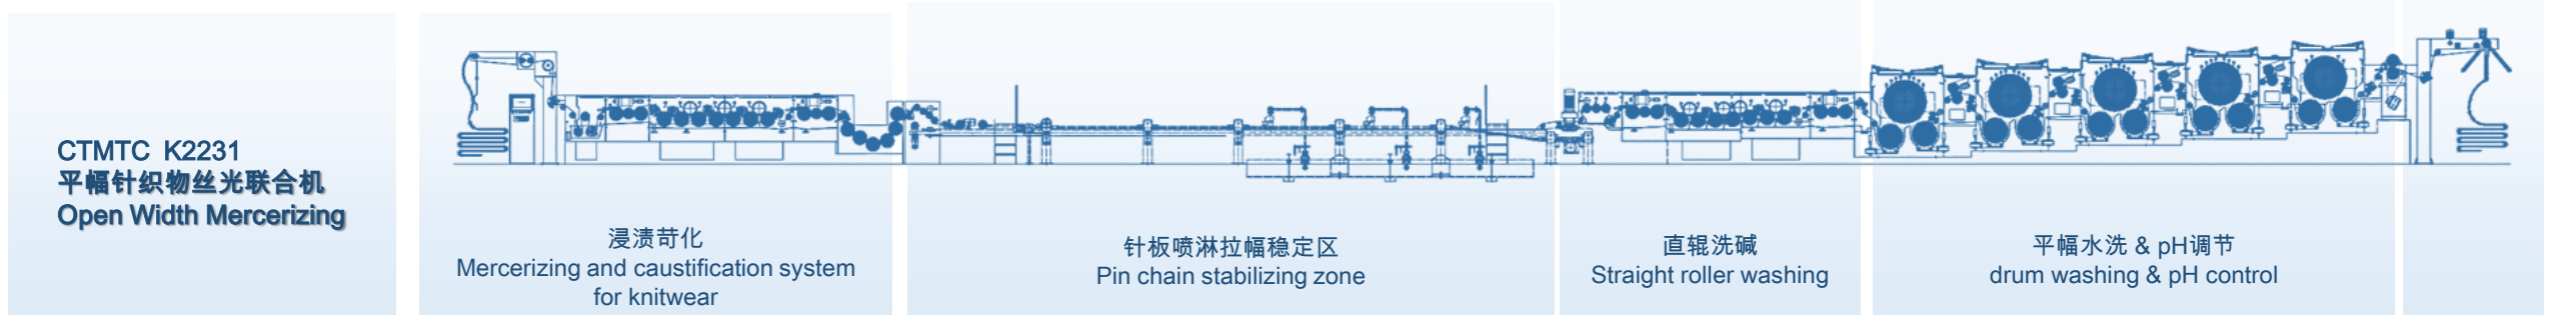 CTMTC K2231
平幅针织物丝光联合机
Open Width Mercerizing
浸渍苛化
Mercerizing and caustification system
for knitwear
针板喷淋拉幅稳定区
Pin chain stabilizing zone
直辊洗碱
Straight roller washing
平幅水洗 & pH调节
drum washing & pH control